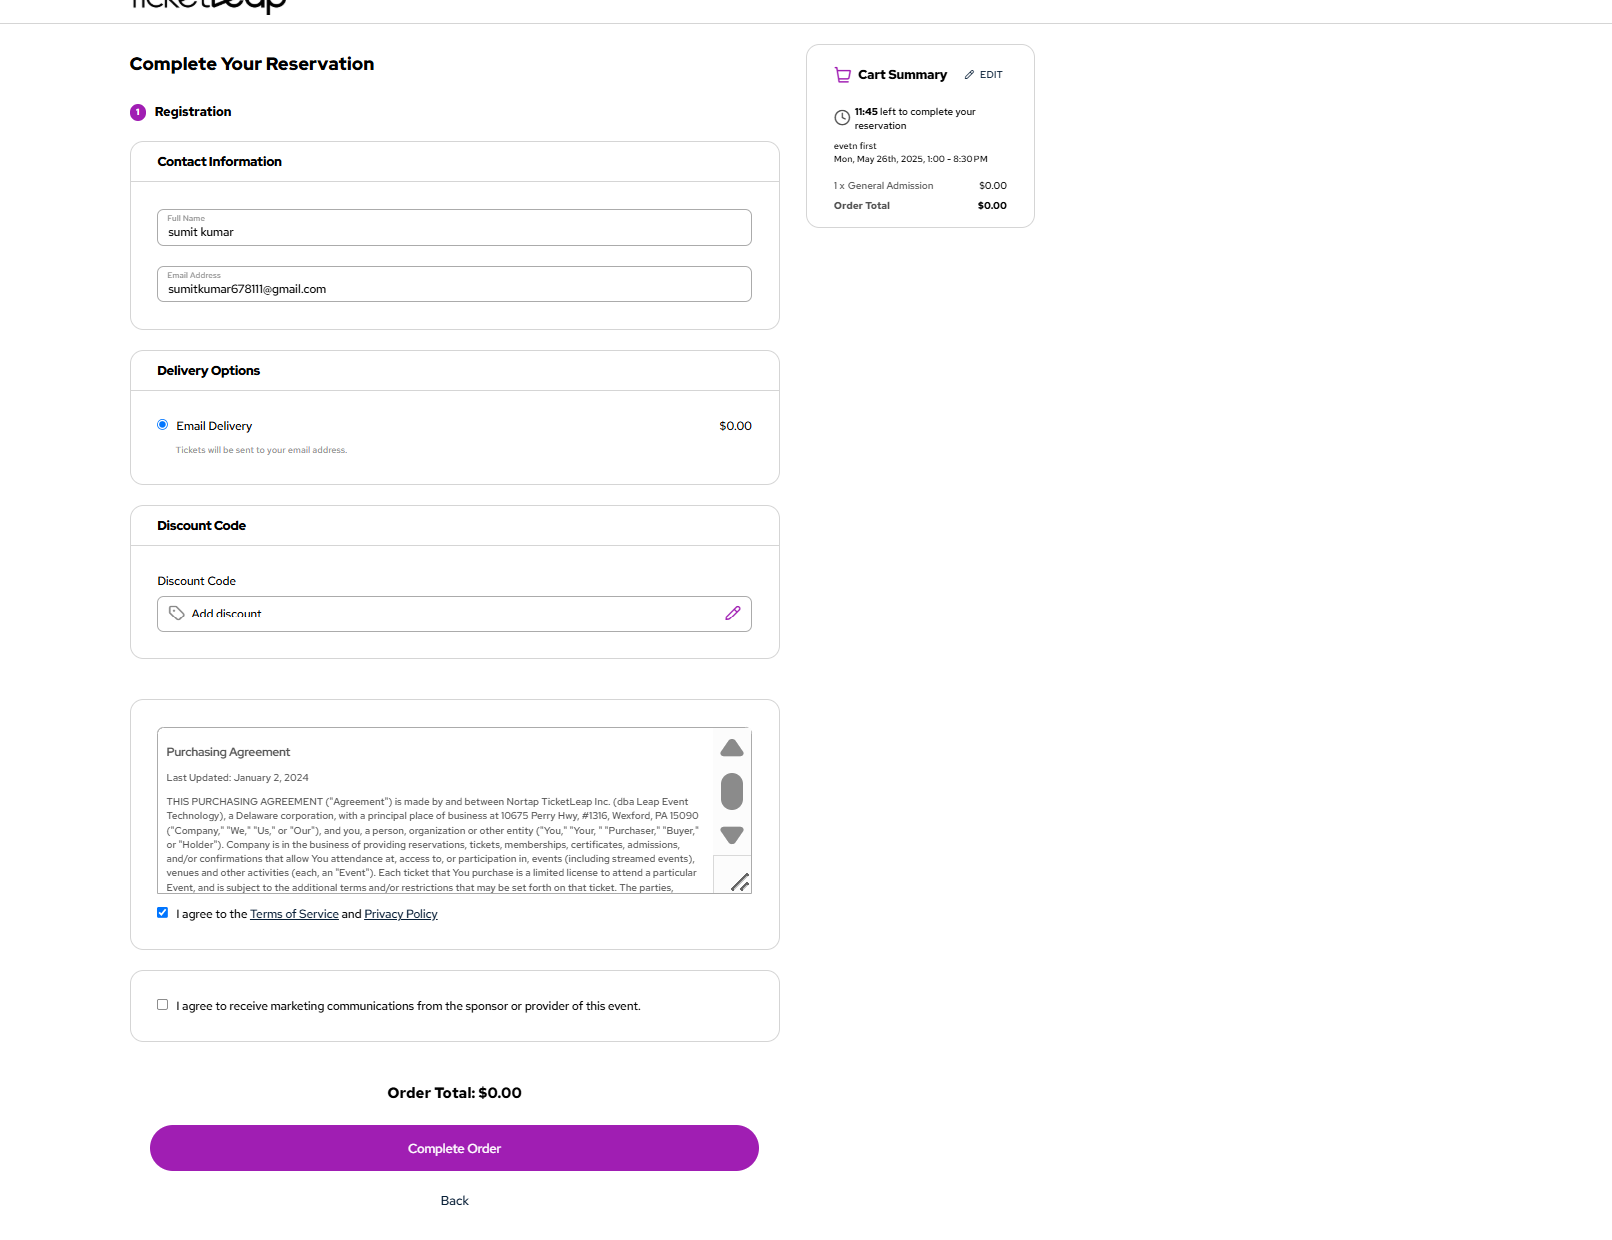 TicketLeap
Complete Your Reservation
1 Registration
Contact Information
Full Name
sumit kumar
Email Address
sumitkumar678111@gmail.com
Delivery Options
Email Delivery $0.00
Tickets will be sent to your email address.
Discount Code
Discount Code
Add discount
Purchasing Agreement
Last Updated: January 2, 2024
THIS PURCHASING AGREEMENT ("Agreement") is made by and between Nortap TicketLeap Inc. (dba Leap Event
Technology), a Delaware corporation, with a principal place of business at 10675 Perry Hwy, #1316, Wexford, PA 15090
("Company," "We," "Us," or "Our"), and you, a person, organization or other entity ("You," "Your, " "Purchaser," "Buyer,"
or "Holder"). Company is in the business of providing reservations, tickets, memberships, certificates, admissions,
and/or confirmations that allow You attendance at, access to, or participation in, events (including streamed events),
venues and other activities (each, an "Event"). Each ticket that You purchase is a limited license to attend a particular
Event, and is subject to the additional terms and/or restrictions that may be set forth on that ticket. The parties,
I agree to the Terms of Service and Privacy Policy
I agree to receive marketing communications from the sponsor or provider of this event.
Order Total: $0.00
Complete Order
Back
Cart Summary EDIT
11:45 left to complete your
reservation
evetn first
Mon, May 26th, 2025, 1:00 - 8:30PM
1 x General Admission $0.00
Order Total $0.00